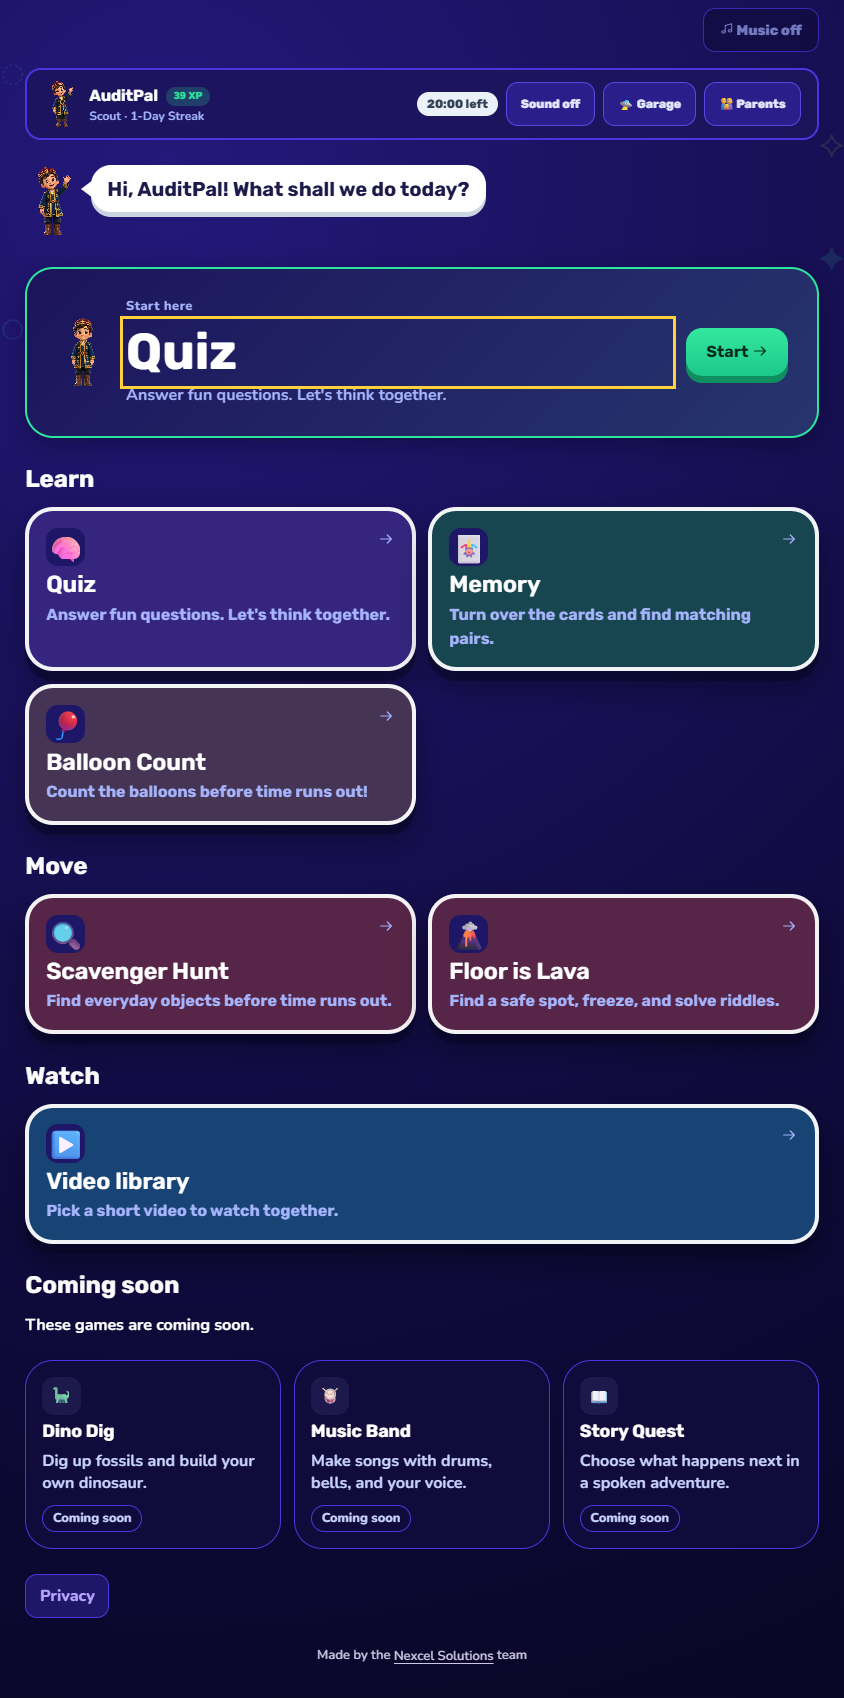 Music off
AuditPal 39 XP
Scout · 1-Day Streak
20:00 left
Sound off
Garage
Parents
Hi, AuditPal! What shall we do today?
Start here
Quiz
Answer fun questions. Let's think together.
Start →
Learn
Quiz
Answer fun questions. Let's think together.
Memory
Turn over the cards and find matching
pairs.
Balloon Count
Count the balloons before time runs out!
Move
Scavenger Hunt
Find everyday objects before time runs out.
Floor is Lava
Find a safe spot, freeze, and solve riddles.
Watch
Video library
Pick a short video to watch together.
Coming soon
These games are coming soon.
Dino Dig
Dig up fossils and build your
own dinosaur.
Coming soon
Music Band
Make songs with drums,
bells, and your voice.
Coming soon
Story Quest
Choose what happens next in
a spoken adventure.
Coming soon
Privacy
Made by the Nexcel Solutions team